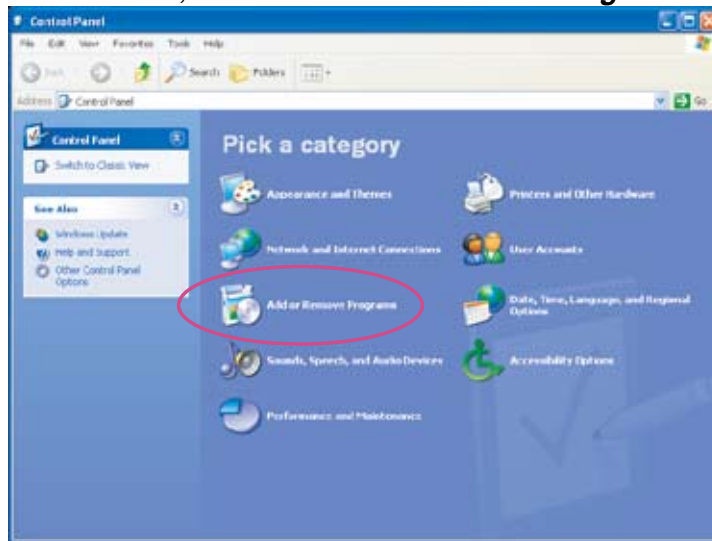 Control Panel
File Edit View Favorites Tools Help
Back Search Folders
Address Control Panel Go
Control Panel
Switch to Classic View
See Also
Windows Update
Help and Support
Other Control Panel
Options
Pick a category
Appearance and Themes
Printers and Other Hardware
Network and Internet Connections
User Accounts
Add or Remove Programs
Date, Time, Language, and Regional
Options
Sounds, Speech, and Audio Devices
Accessibility Options
Performance and Maintenance